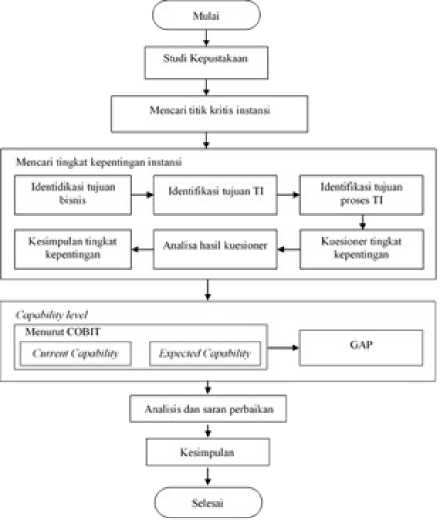 Mulai
Studi Kepustakaan
Mencari titik kritis instansi
Mencari tingkat kepentingan instansi
Identidikasi tujuan
bisnis
Identifikasi tujuan TI
Identifikasi tujuan
proses TI
Kesimpulan tingkat
kepentingan
Analisa hasil kuesioner
Kuesioner tingkat
kepentingan
Capability level
Menurut COBIT
Current Capability
Expected Capability
GAP
Analisis dan saran perbaikan
Kesimpulan
Selesai